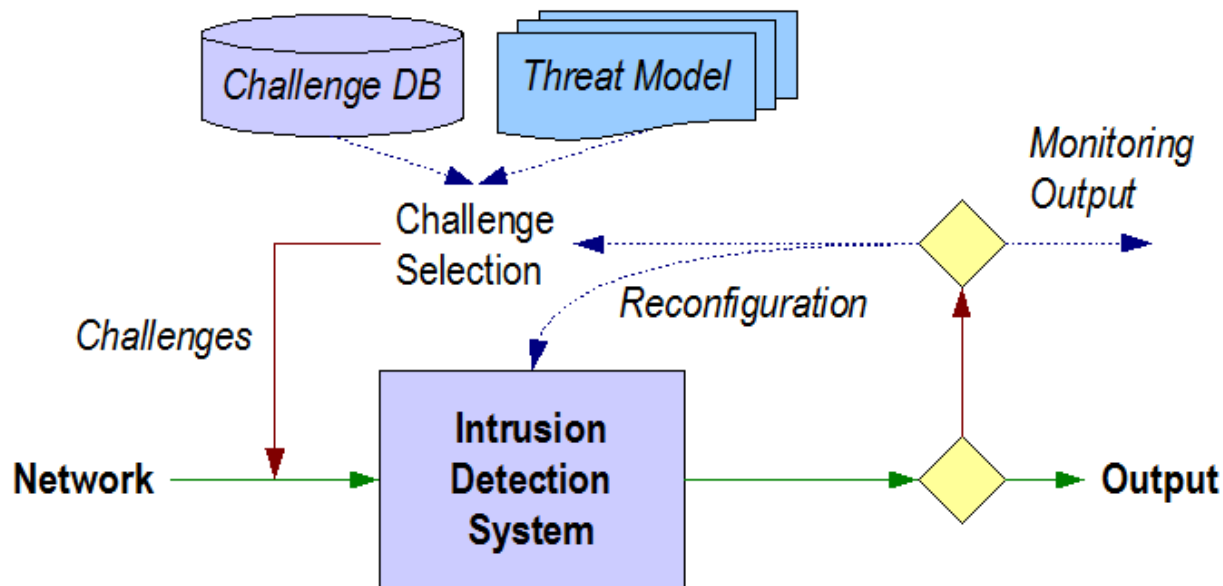 Challenge DB
Threat Model
Monitoring
Output
Challenge
Selection
Reconfiguration
Challenges
Intrusion
Detection
System
Network
Output